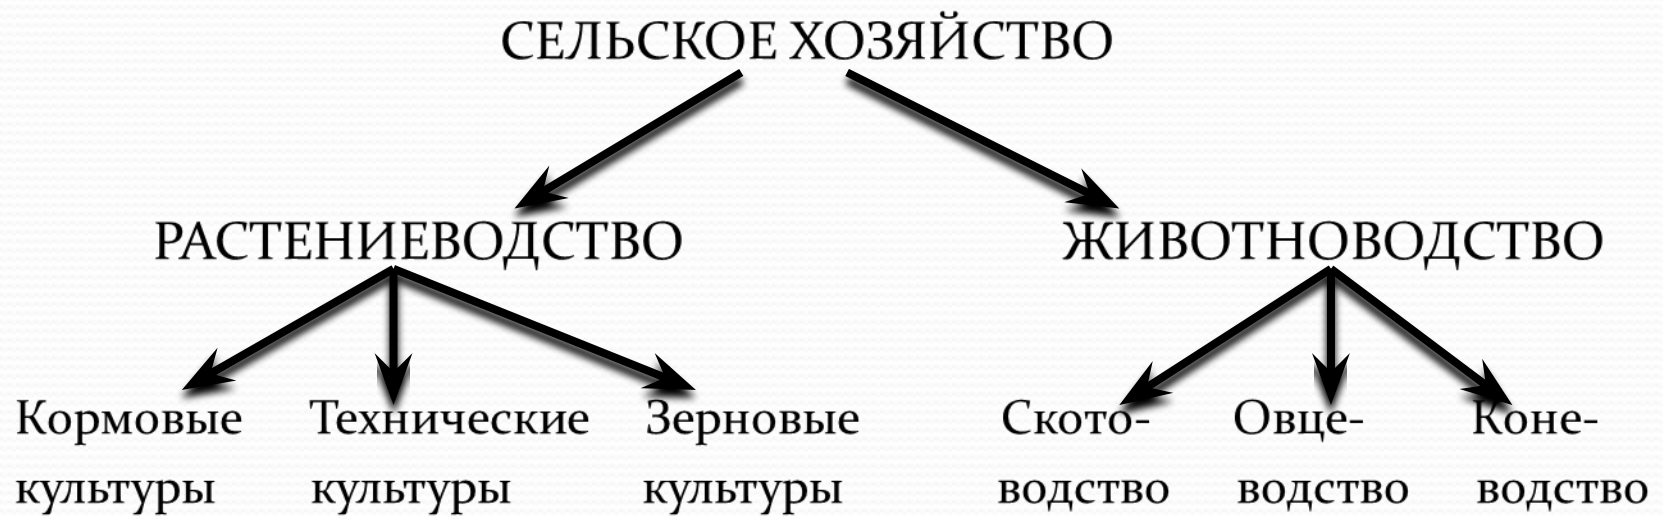 СЕЛЬСКОЕ ХОЗЯЙСТВО
РАСТЕНИЕВОДСТВО
ЖИВОТНОВОДСТВО
Кормовые
культуры
Технические
культуры
Зерновые
культуры
Ското-
водство
Овце-
водство
Коне-
водство